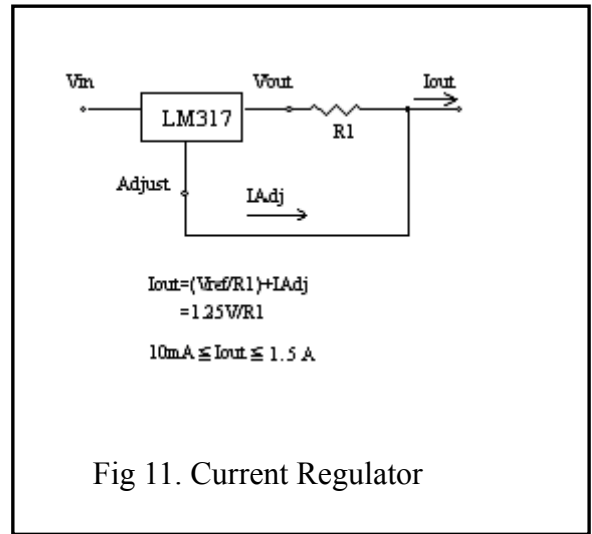 Vin Vout Iout
LM317
R1
Adjust
IAdj
Iout=(Vref/R1)+IAdj
=1.25V/R1
10mA ≦ Iout ≦ 1.5 A
Fig 11. Current Regulator